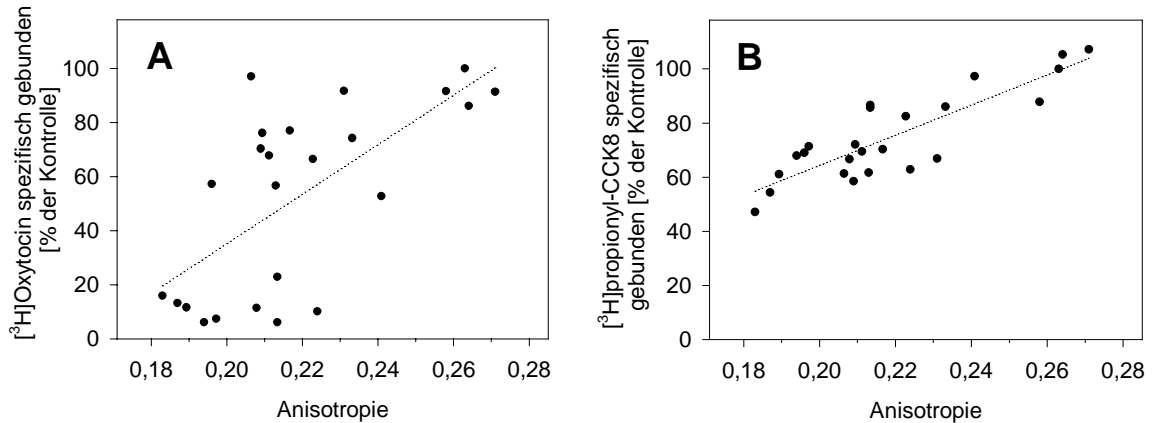 [³H]Oxytocin spezifisch gebunden
[% der Kontrolle]
A
100
80
60
40
20
0
0,18 0,20 0,22 0,24 0,26 0,28
Anisotropie
[³H]propionyl-CCK8 spezifisch
gebunden [% der Kontrolle]
B
100
80
60
40
20
0
0,18 0,20 0,22 0,24 0,26 0,28
Anisotropie